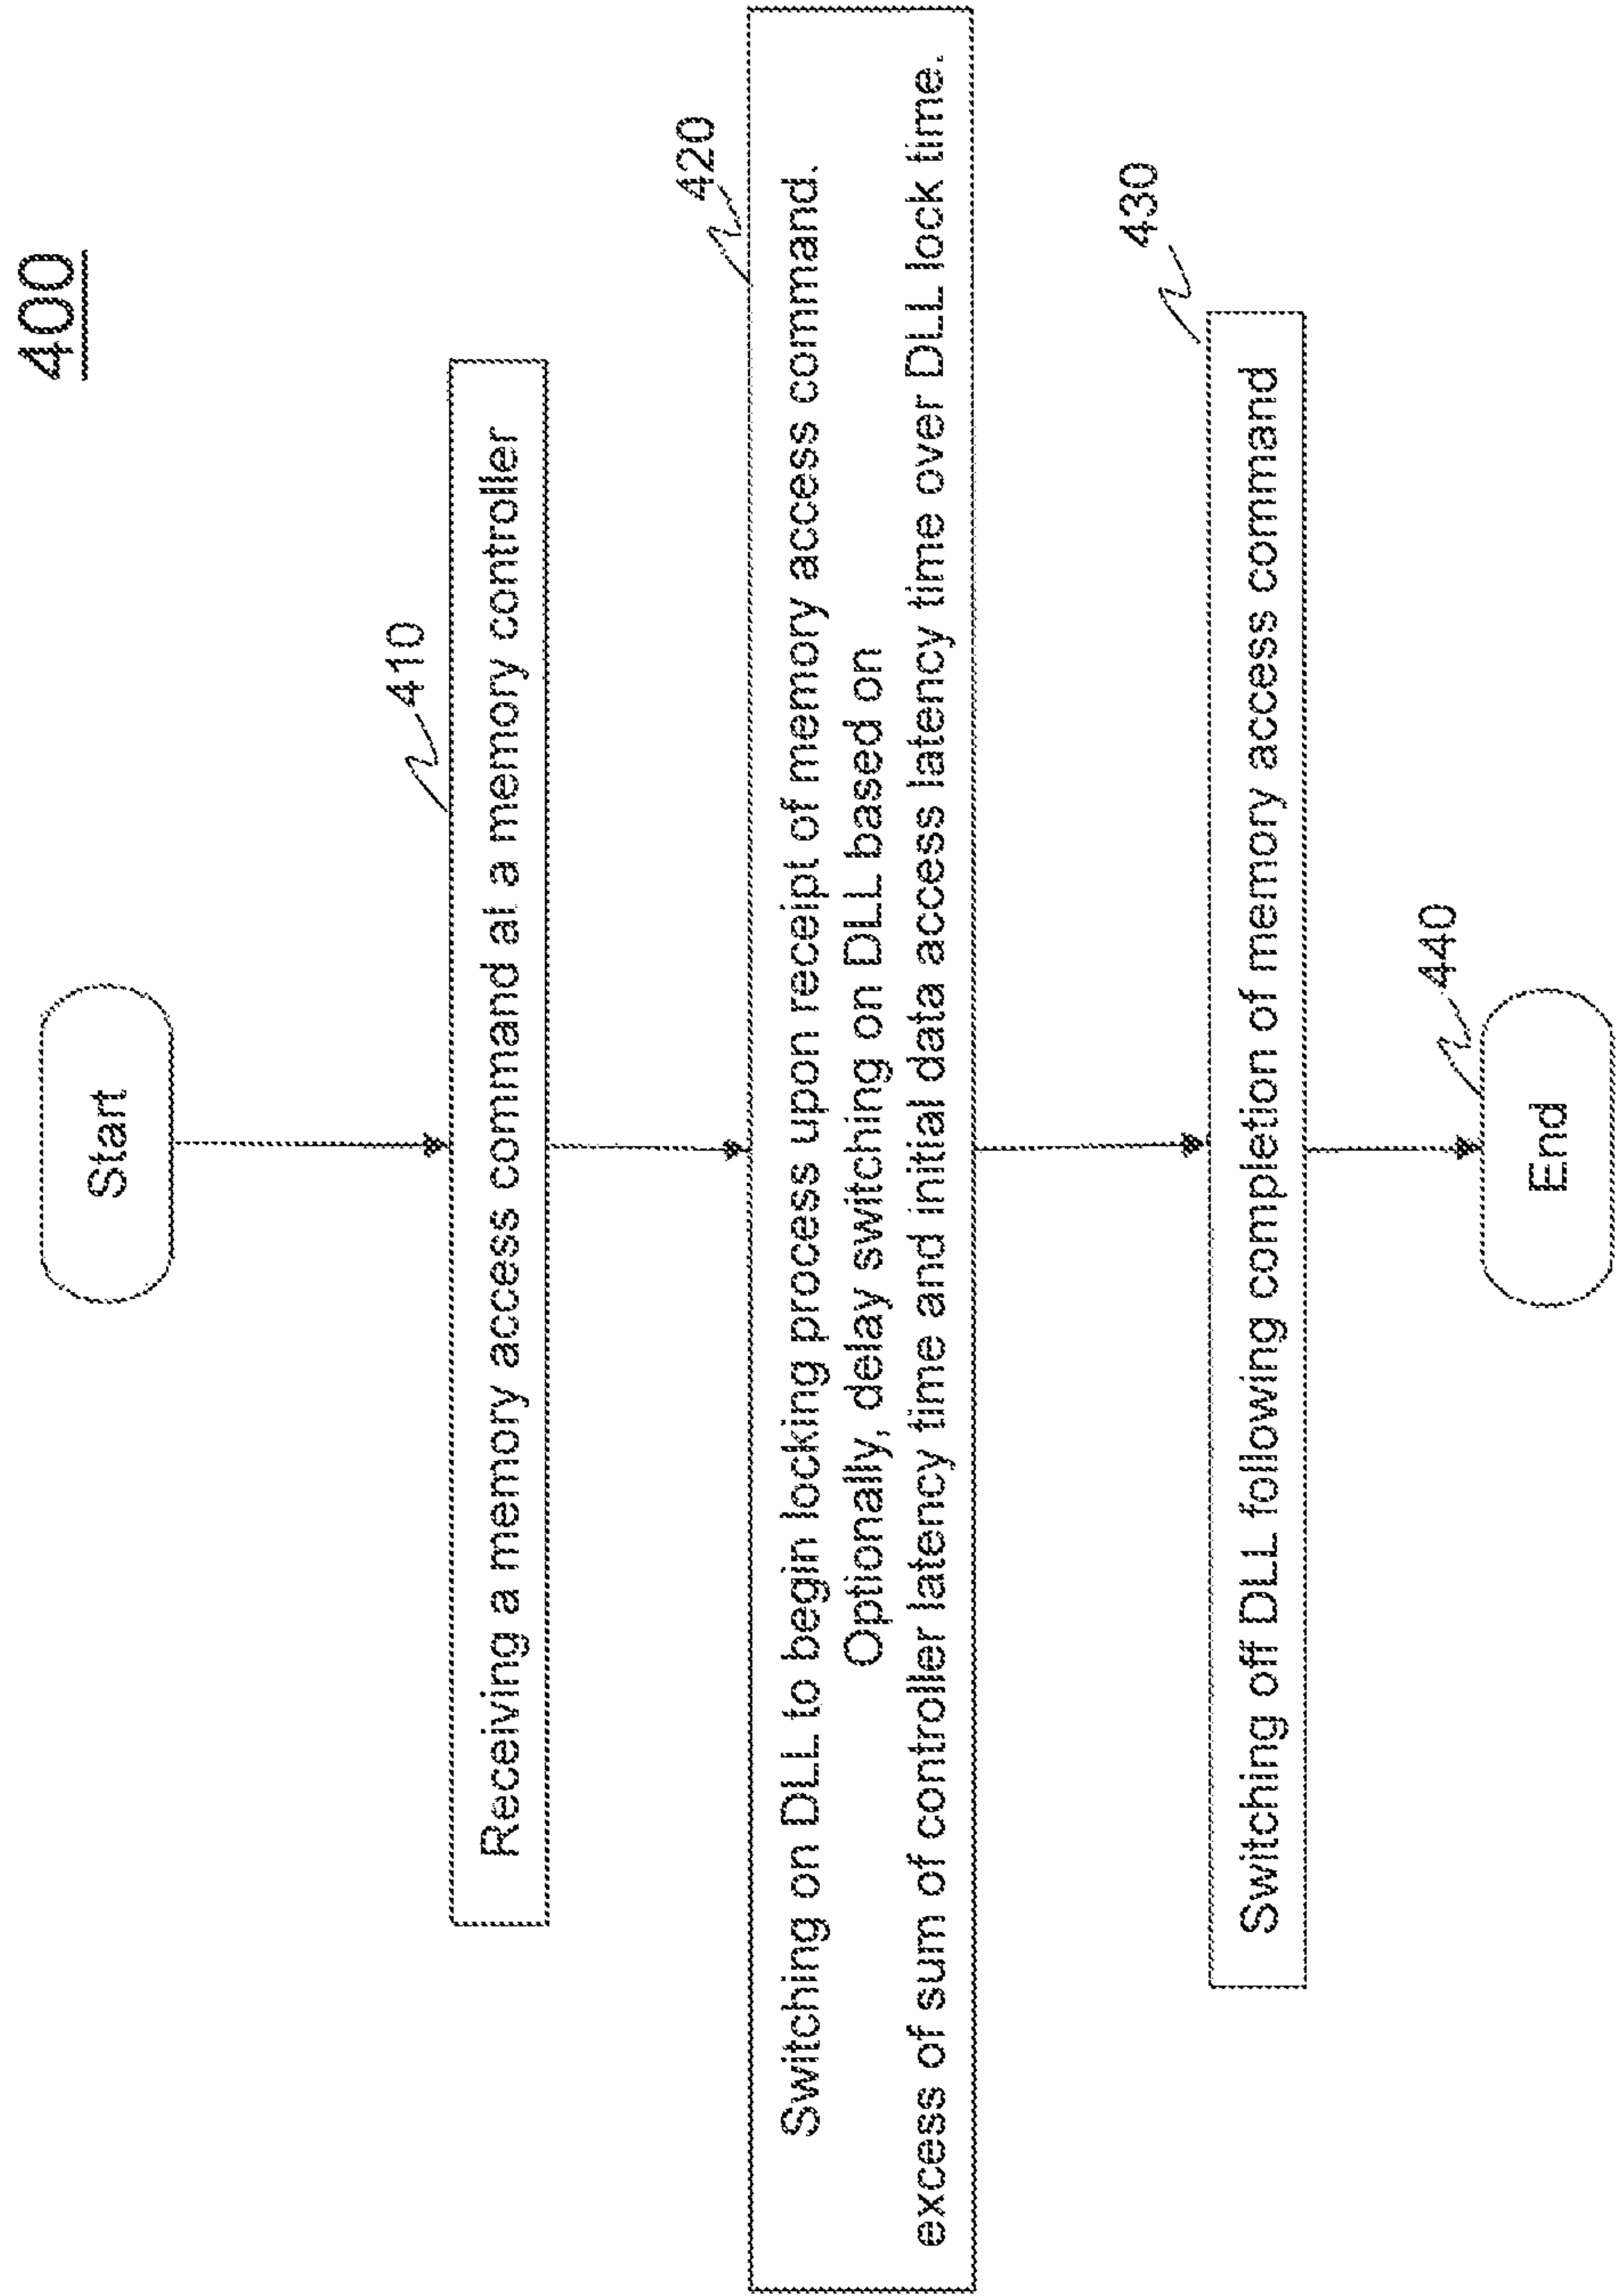 400
Start
410
Receiving a memory access command at a memory controller
420
Switching on DLL to begin locking process upon receipt of memory access command.
Optionally, delay switching on DLL based on
excess of sum of controller latency time and initial data access latency time over DLL lock time.
430
Switching off DLL following completion of memory access command
440
End